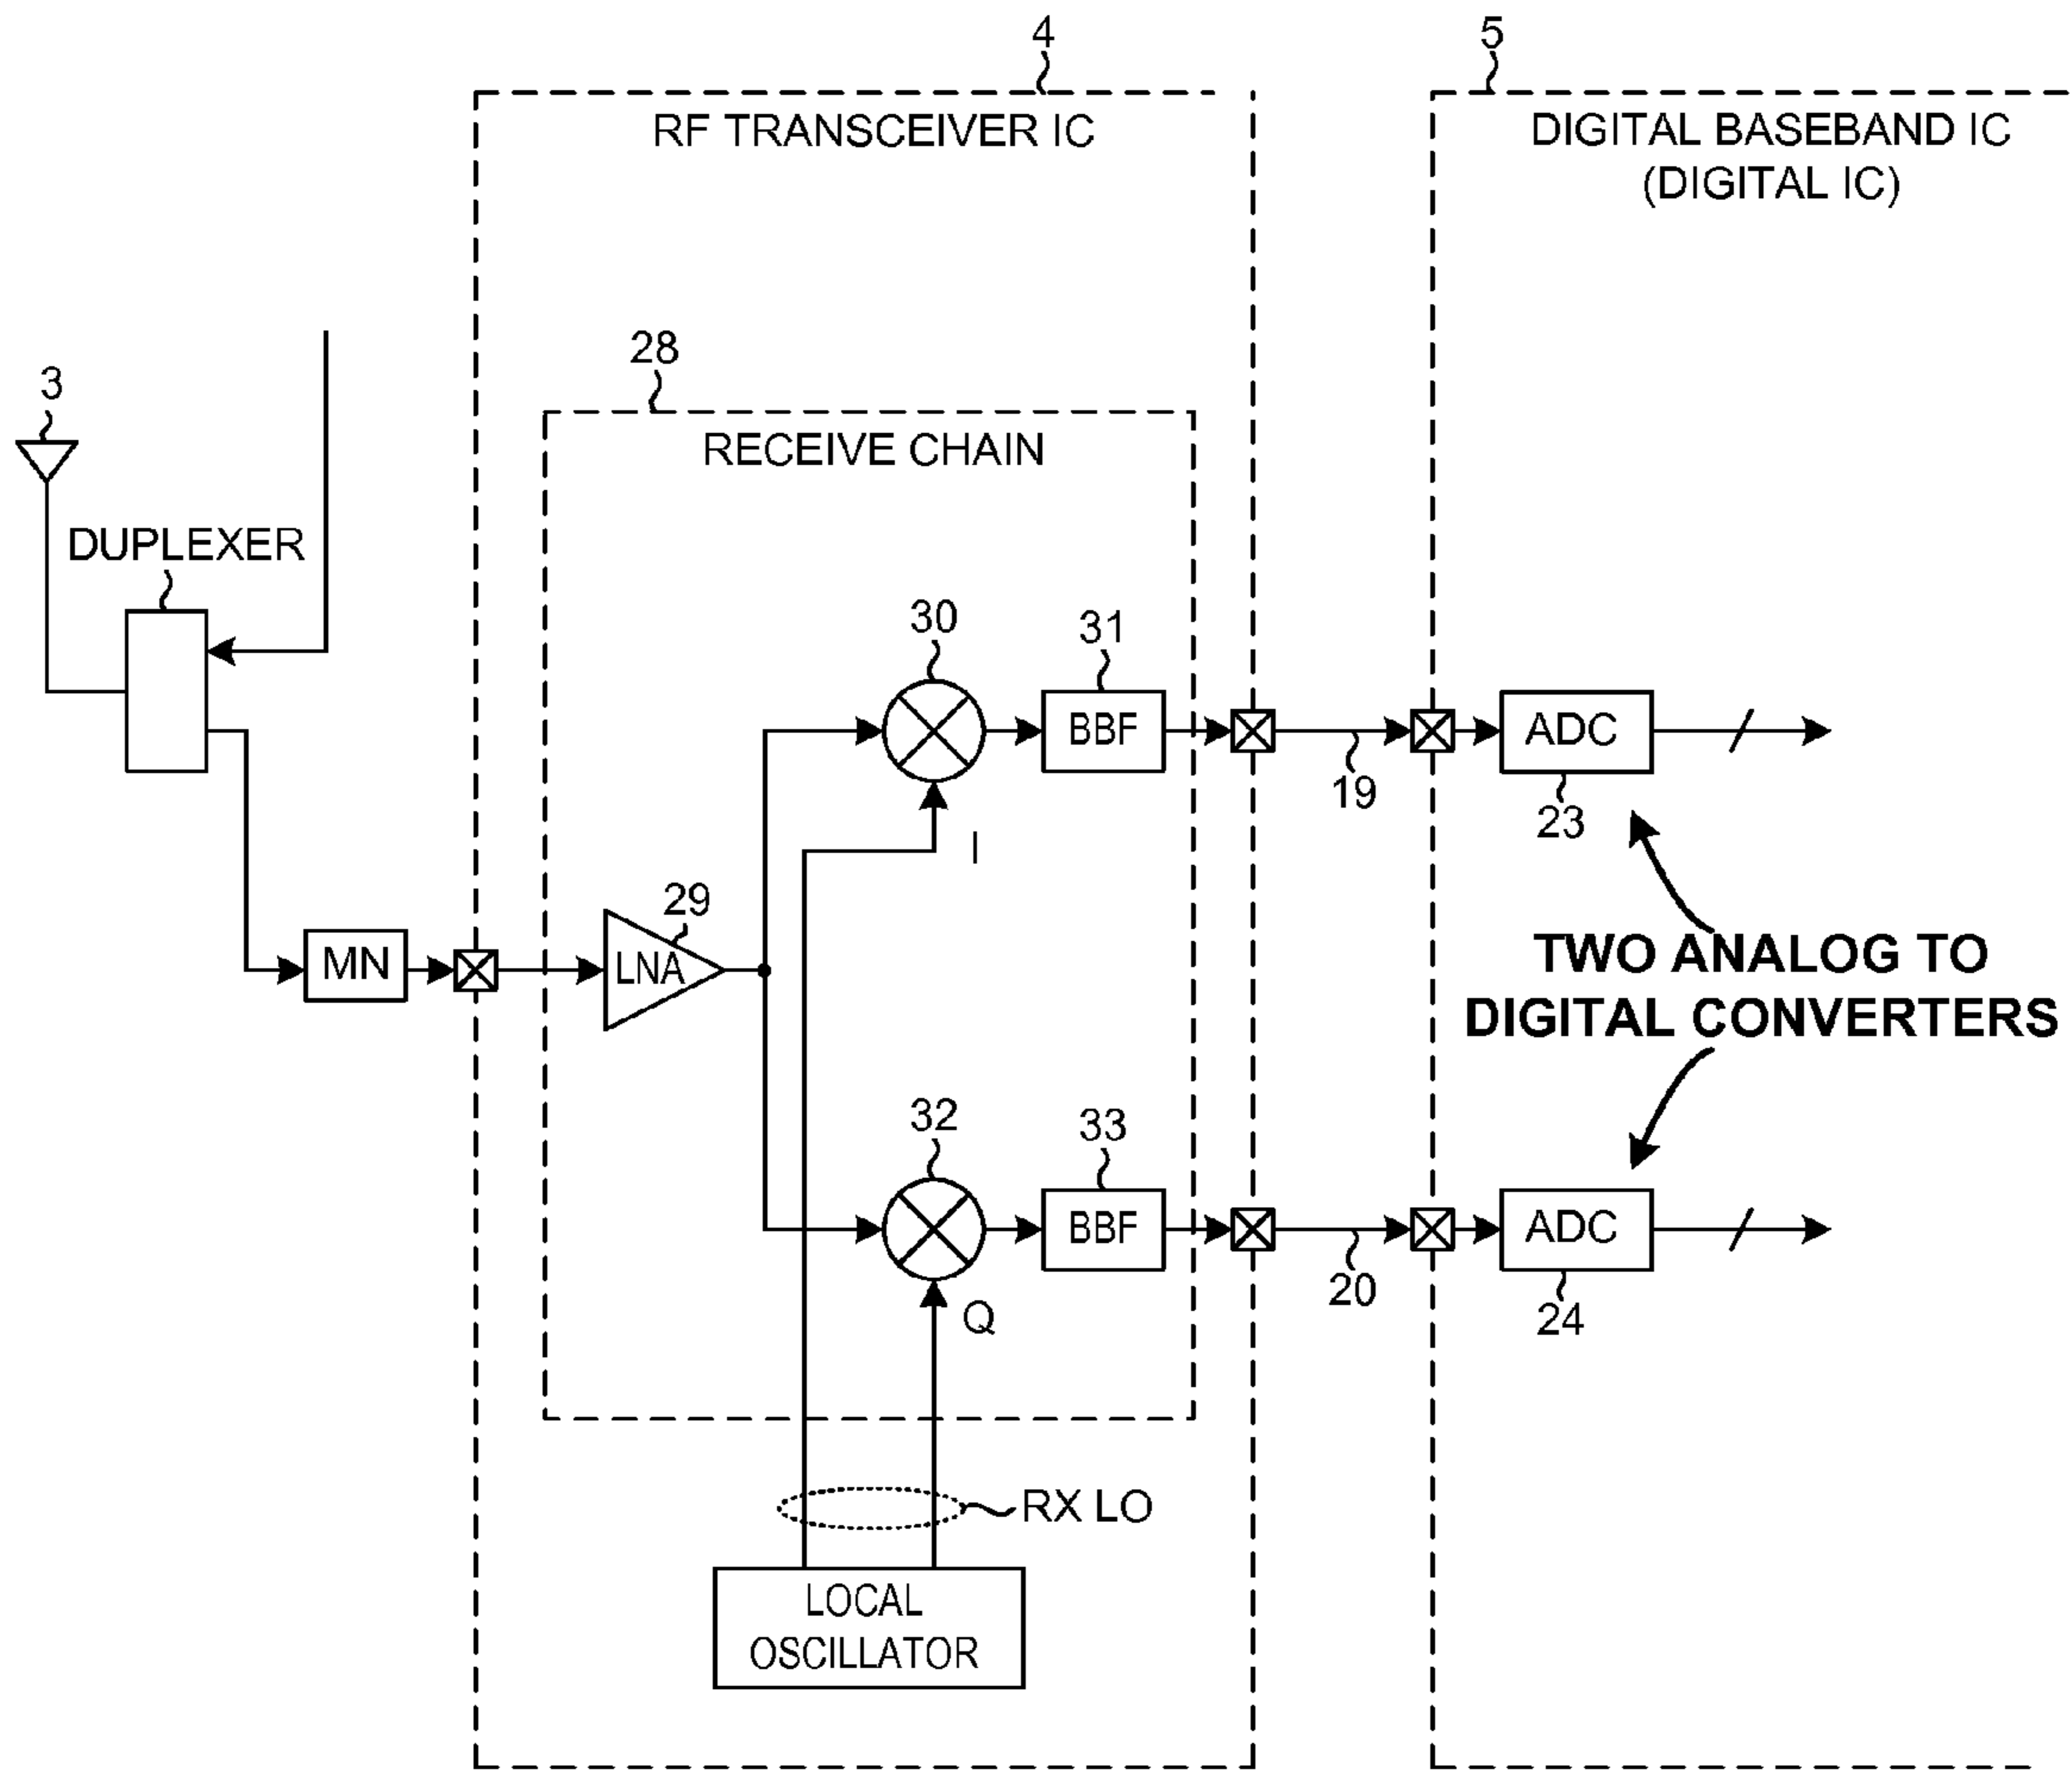 4
5
RF TRANSCEIVER IC
DIGITAL BASEBAND IC
(DIGITAL IC)
28
3
RECEIVE CHAIN
DUPLEXER
30
31
BBF
ADC
19
23
I
29
LNA
MN
TWO ANALOG TO
DIGITAL CONVERTERS
32
33
BBF
ADC
20
24
Q
RX LO
LOCAL
OSCILLATOR